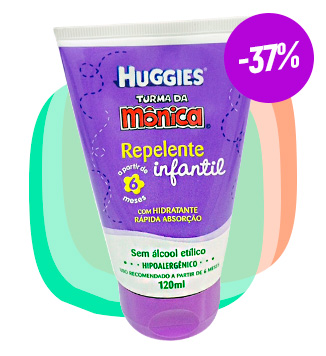 -37%
HUGGIES
TURMA DA
MÔNICA
Repelente
infantil
a partir de
6
meses
COM HIDRATANTE
RÁPIDA ABSORÇÃO
Sem álcool etílico
HIPOALERGÊNICO
USO RECOMENDADO A PARTIR DE 6 MESES
120ml